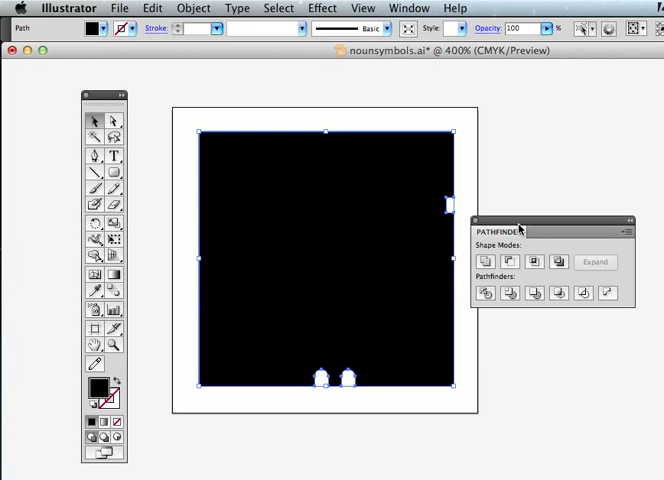 Illustrator File Edit Object Type Select Effect View Window Help
Path Stroke: Basic Style: Opacity: 100
nounsymbols.ai* @ 400% (CMYK/Preview)
PATHFINDE
Shape Modes:
Expand
Pathfinders: